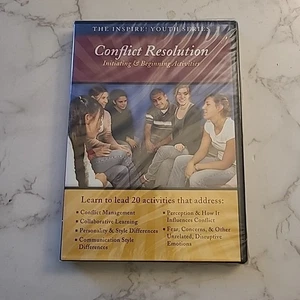 THE INSPIRE! YOUTH SERIES
Conflict Resolution
Initiating & Beginning Activities
Learn to lead 20 activities that address:
• Conflict Management
• Collaborative Learning
• Personality & Style Differences
• Communication Style
Differences
• Perception & How It
Influences Conflict
• Fear, Concerns, & Other
Unrelated, Disruptive
Emotions